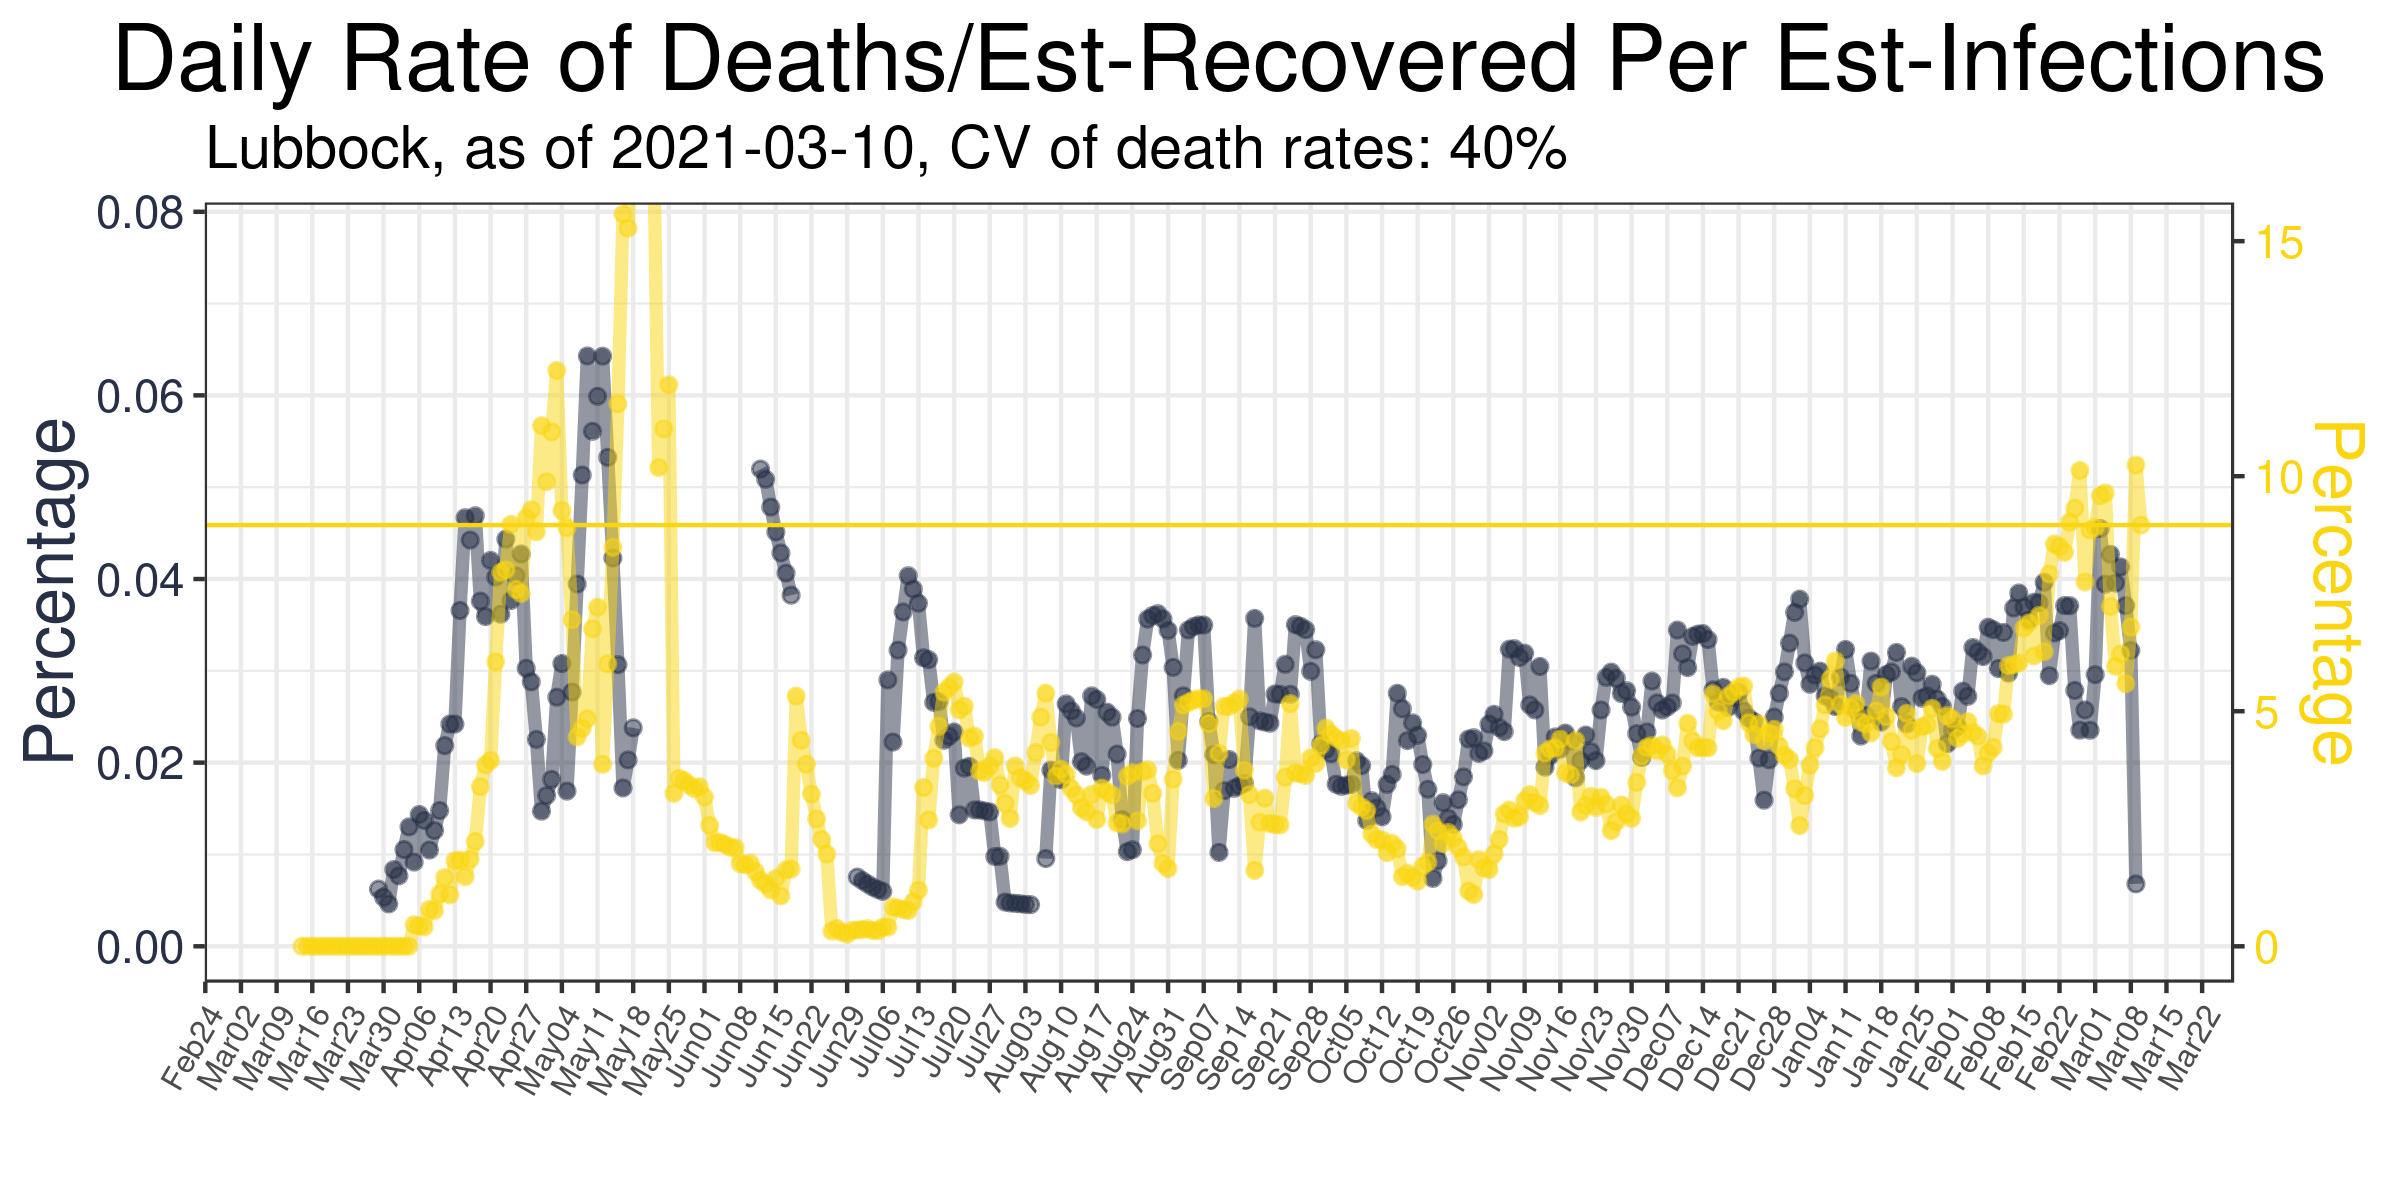 Daily Rate of Deaths/Est-Recovered Per Est-Infections
Lubbock, as of 2021-03-10, CV of death rates: 40%
Percentage
0.08
0.06
0.04
0.02
0.00
15
10
5
0
Percentage
Feb24
Mar02
Mar09
Mar16
Mar23
Mar30
Apr06
Apr13
Apr20
Apr27
May04
May11
May18
May25
Jun01
Jun08
Jun15
Jun22
Jun29
Jul06
Jul13
Jul20
Jul27
Aug03
Aug10
Aug17
Aug24
Aug31
Sep07
Sep14
Sep21
Sep28
Oct05
Oct12
Oct19
Oct26
Nov02
Nov09
Nov16
Nov23
Nov30
Dec07
Dec14
Dec21
Dec28
Jan04
Jan11
Jan18
Jan25
Feb01
Feb08
Feb15
Feb22
Mar01
Mar08
Mar15
Mar22